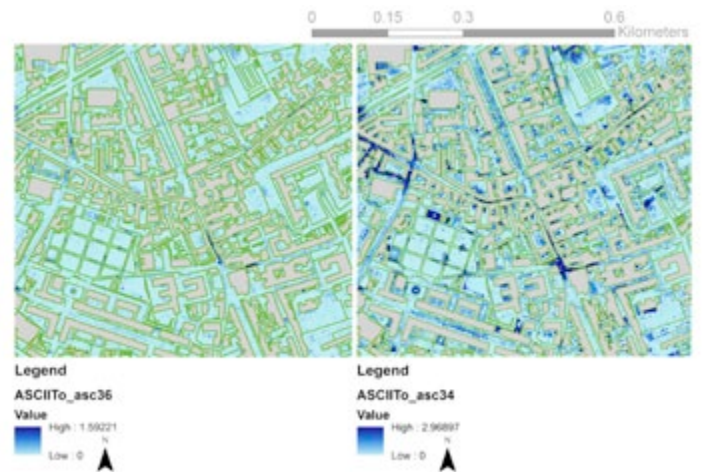 0 0.15 0.3 0.6
Kilometers
Legend
ASCIITo_asc36
Value
High : 1.59221
Low : 0
N
Legend
ASCIITo_asc34
Value
High : 2.96897
Low : 0
N